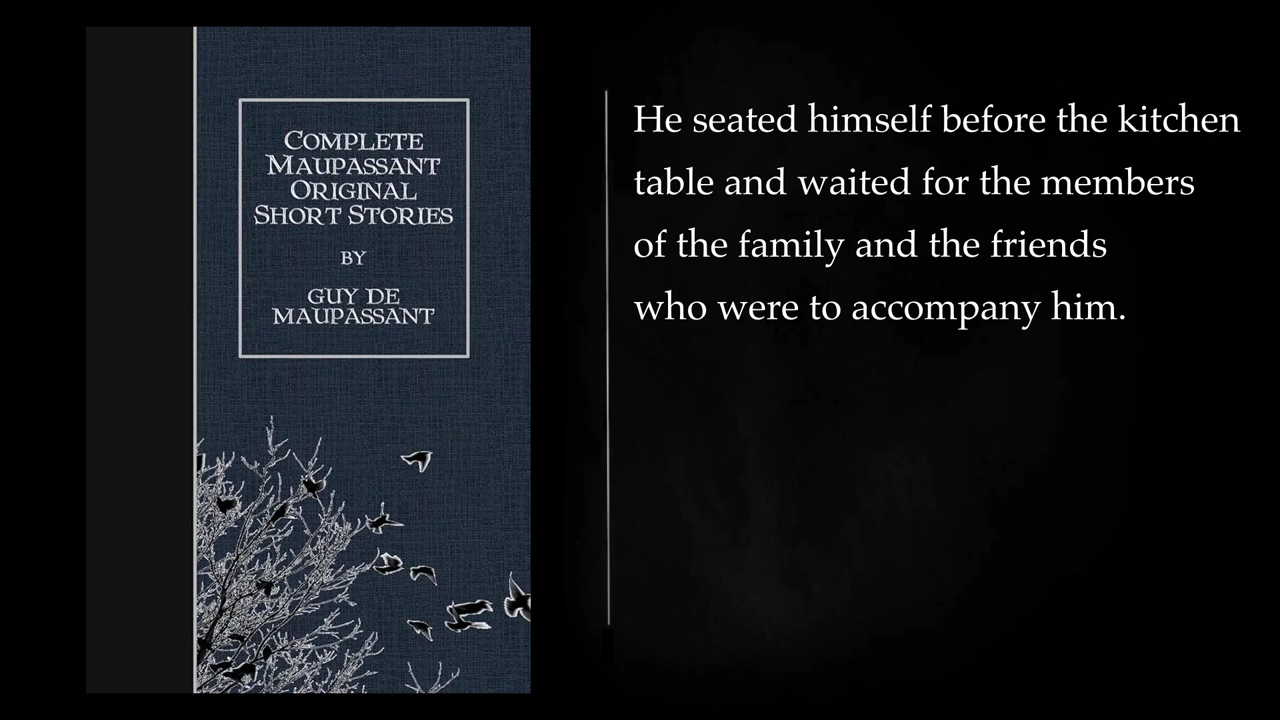 COMPLETE
MAUPASSANT
ORIGINAL
SHORT STORIES
BY
GUY DE
MAUPASSANT
He seated himself before the kitchen
table and waited for the members
of the family and the friends
who were to accompany him.